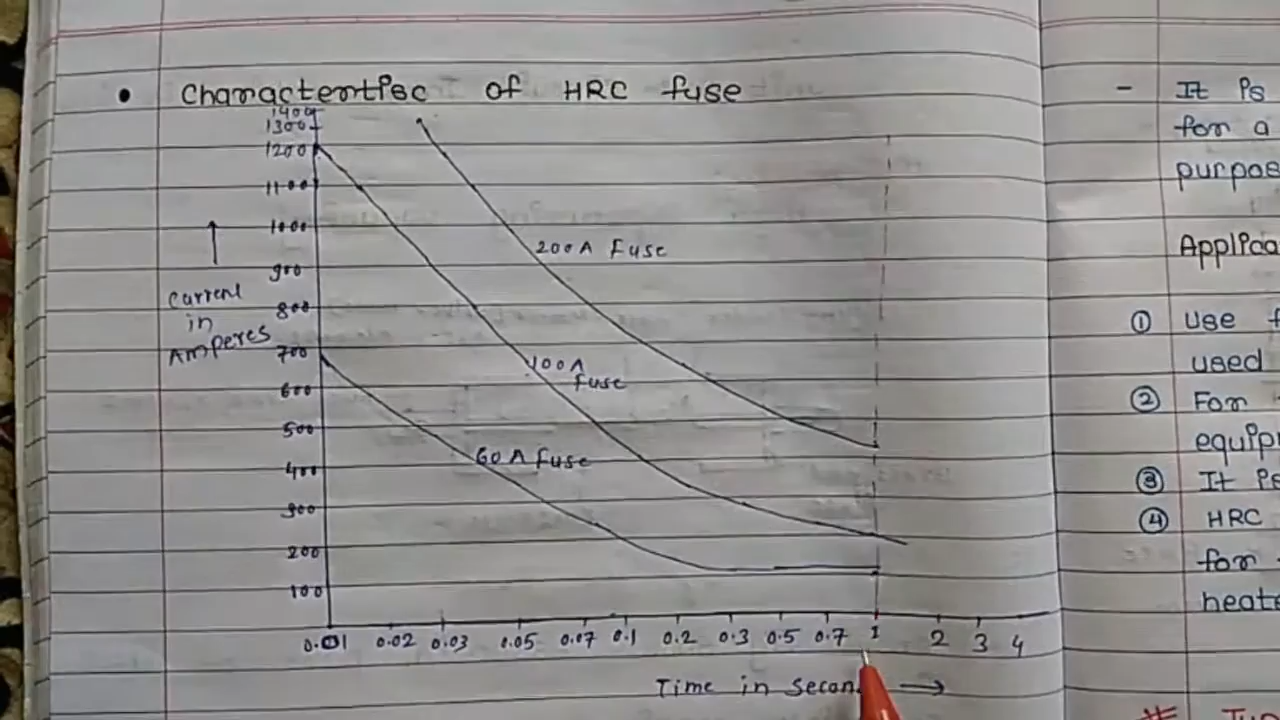 • Characteristic of HRC fuse
1400
1300
1200
1100
1000
900
Current
in
Amperes
800
700
600
500
400
300
200
100
200A Fuse
100A
Fuse
60A Fuse
0.01 0.02 0.03 0.05 0.07 0.1 0.2 0.3 0.5 0.7 1 2 3 4
Time in Secon
- It is
for a
purpos
Applica
① Use f
used
② For
equip
③ It is
④ HRC
for
heate